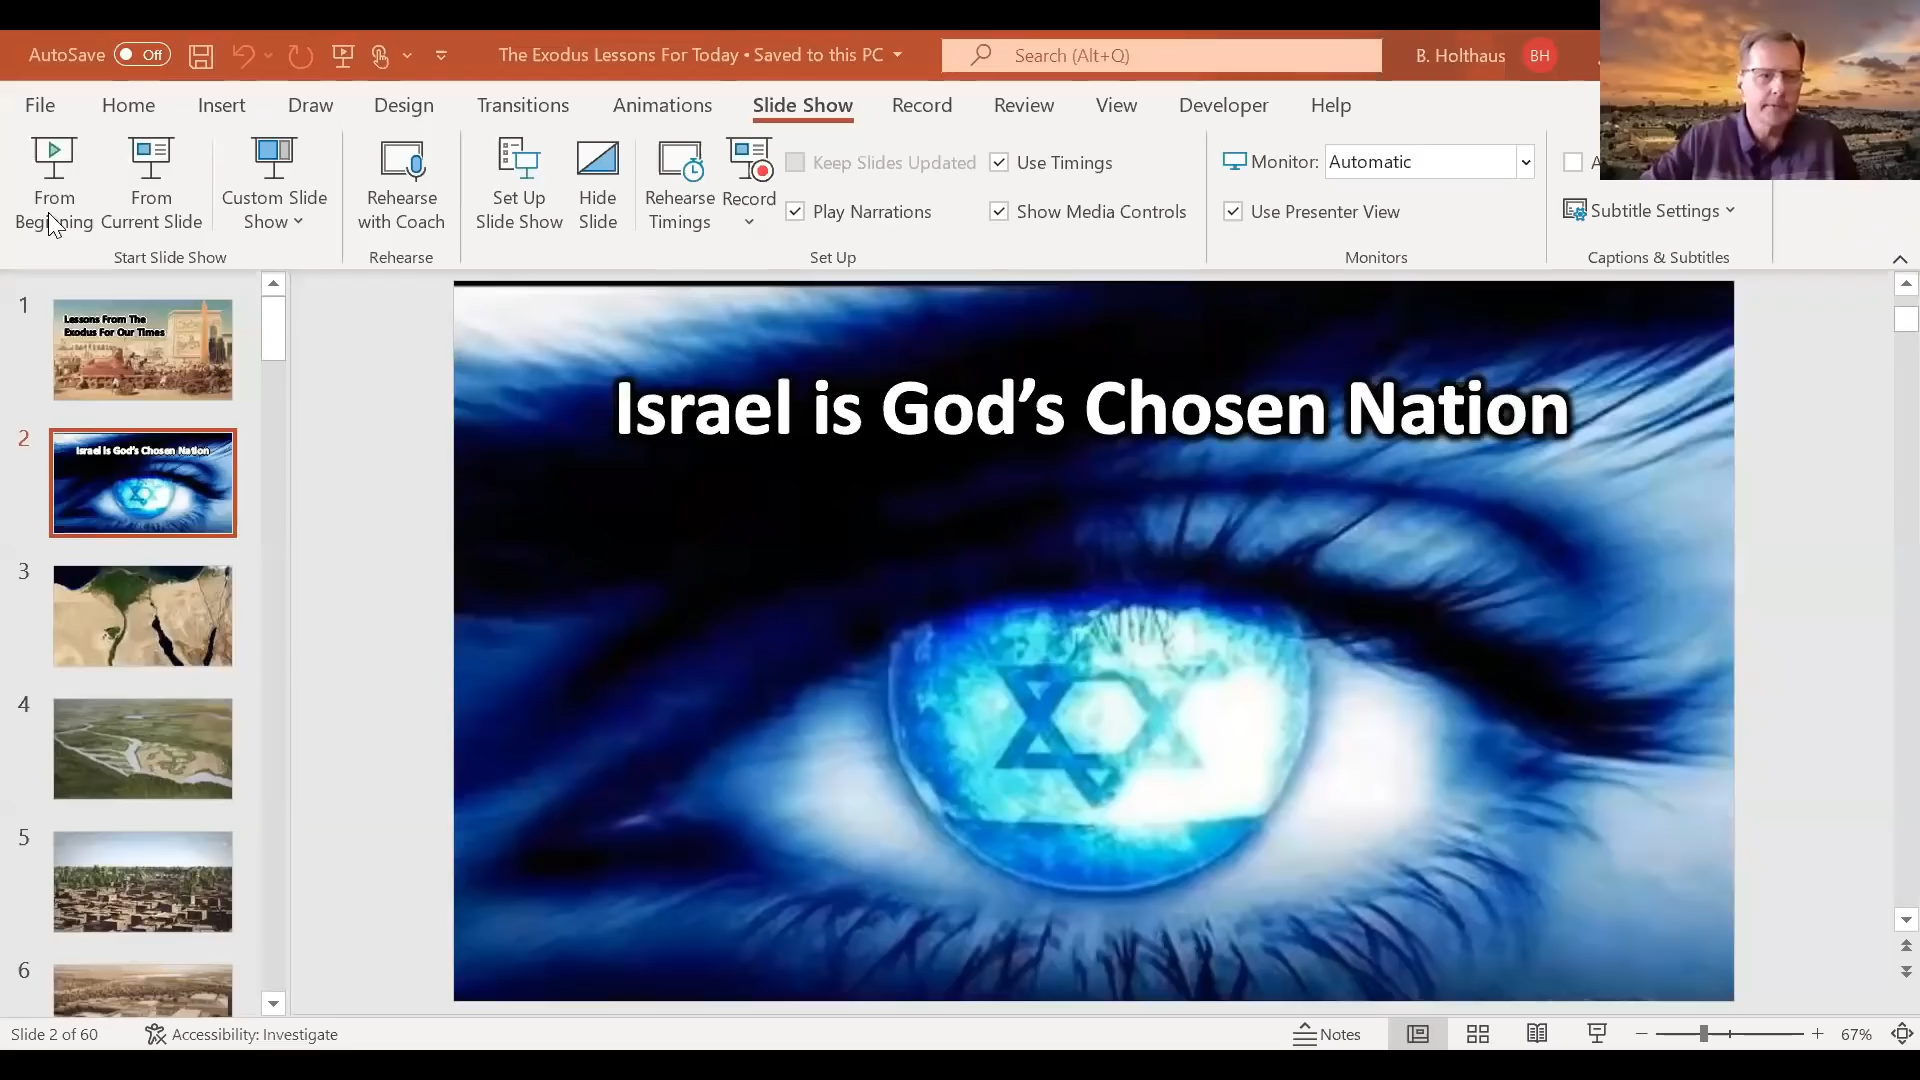 AutoSave Off
The Exodus Lessons For Today • Saved to this PC
Search (Alt+Q)
B. Holthaus BH
File Home Insert Draw Design Transitions Animations Slide Show Record Review View Developer Help
From Beginning
From Current Slide
Custom Slide Show
Start Slide Show
Rehearse with Coach
Rehearse
Set Up Slide Show
Hide Slide
Rehearse Timings
Record
Keep Slides Updated
Play Narrations
Use Timings
Show Media Controls
Set Up
Monitor: Automatic
Use Presenter View
Monitors
Subtitle Settings
Captions & Subtitles
1
Lessons From The
Exodus For Our Times
2
Israel is God's Chosen Nation
3
4
5
6
Israel is God’s Chosen Nation
Slide 2 of 60
Accessibility: Investigate
Notes
67%